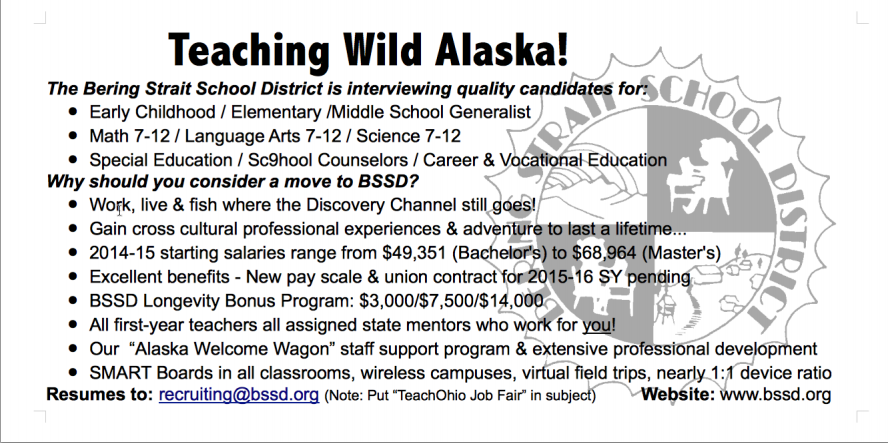 Teaching Wild Alaska!
The Bering Strait School District is interviewing quality candidates for:
• Early Childhood / Elementary /Middle School Generalist
• Math 7-12 / Language Arts 7-12 / Science 7-12
• Special Education / Sc9hool Counselors / Career & Vocational Education
Why should you consider a move to BSSD?
• Work, live & fish where the Discovery Channel still goes!
• Gain cross cultural professional experiences & adventure to last a lifetime...
• 2014-15 starting salaries range from $49,351 (Bachelor's) to $68,964 (Master's)
• Excellent benefits - New pay scale & union contract for 2015-16 SY pending
• BSSD Longevity Bonus Program: $3,000/$7,500/$14,000
• All first-year teachers all assigned state mentors who work for you!
• Our “Alaska Welcome Wagon” staff support program & extensive professional development
• SMART Boards in all classrooms, wireless campuses, virtual field trips, nearly 1:1 device ratio
Resumes to: recruiting@bssd.org (Note: Put “TeachOhio Job Fair” in subject) Website: www.bssd.org
BERING STRAIT SCHOOL DISTRICT